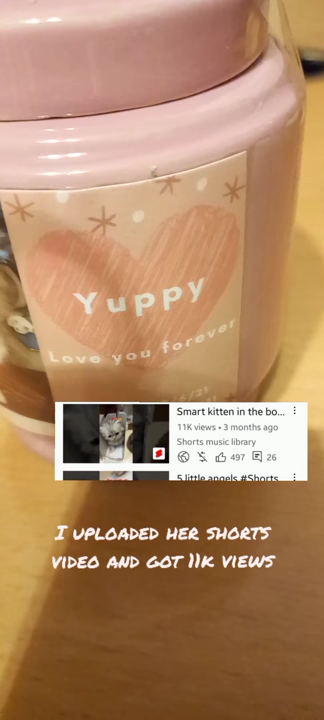 Yuppy
Love you forever
Smart kitten in the bo...
11K views • 3 months ago
Shorts music library
497
26
5 little angels #Shorts
I UPLOADED HER SHORTS
VIDEO AND GOT 11K VIEWS